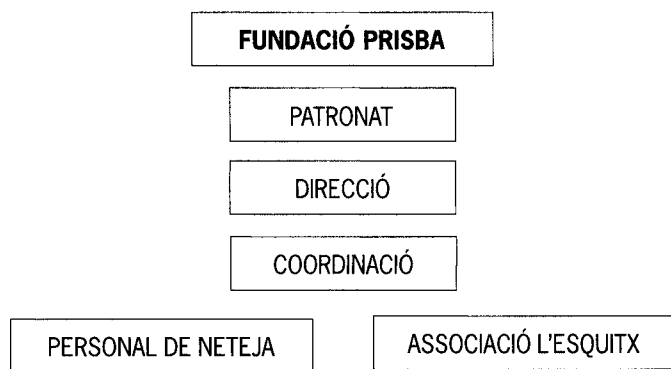 FUNDACIÓ PRISBA
PATRONAT
DIRECCIÓ
COORDINACIÓ
PERSONAL DE NETEJA
ASSOCIACIÓ L'ESQUITX